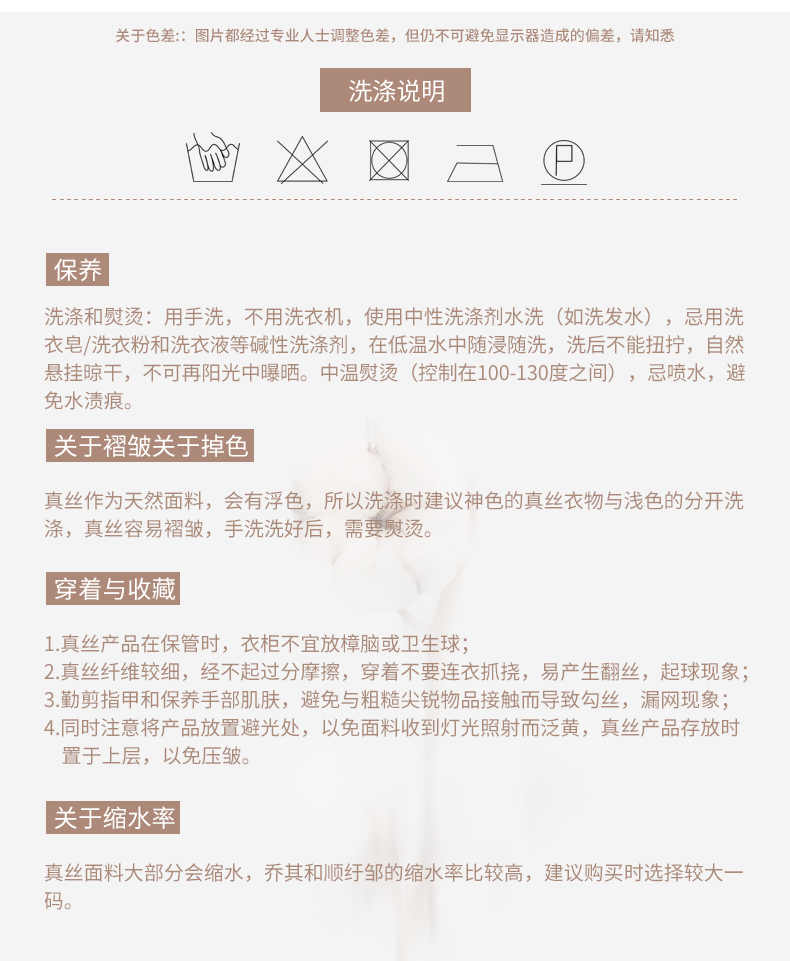 关于色差:：图片都经过专业人士调整色差，但仍不可避免显示器造成的偏差，请知悉
洗涤说明
P
保养
洗涤和熨烫：用手洗，不用洗衣机，使用中性洗涤剂水洗（如洗发水），忌用洗
衣皂/洗衣粉和洗衣液等碱性洗涤剂，在低温水中随浸随洗，洗后不能扭拧，自然
悬挂晾干，不可再阳光中曝晒。中温熨烫（控制在100-130度之间），忌喷水，避
免水渍痕。
关于褶皱关于掉色
真丝作为天然面料，会有浮色，所以洗涤时建议神色的真丝衣物与浅色的分开洗
涤，真丝容易褶皱，手洗洗好后，需要熨烫。
穿着与收藏
1.真丝产品在保管时，衣柜不宜放樟脑或卫生球；
2.真丝纤维较细，经不起过分摩擦，穿着不要连衣抓挠，易产生翻丝，起球现象；
3.勤剪指甲和保养手部肌肤，避免与粗糙尖锐物品接触而导致勾丝，漏网现象；
4.同时注意将产品放置避光处，以免面料收到灯光照射而泛黄，真丝产品存放时
置于上层，以免压皱。
关于缩水率
真丝面料大部分会缩水，乔其和顺纡邹的缩水率比较高，建议购买时选择较大一
码。